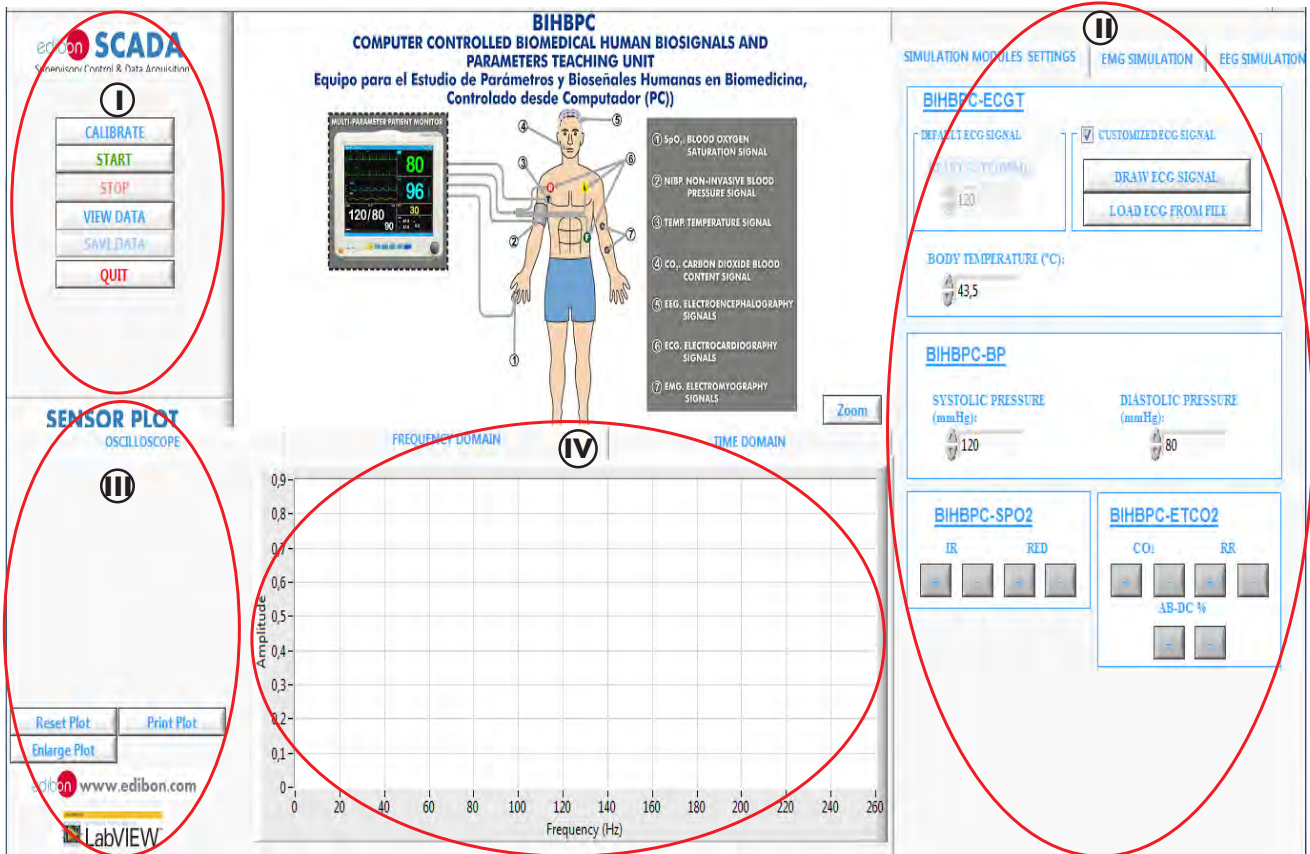 edibon SCADA
Supervisory Control & Data Acquisition
I
CALIBRATE
START
STOP
VIEW DATA
SAVE DATA
QUIT
BIHBPC
COMPUTER CONTROLLED BIOMEDICAL HUMAN BIOSIGNALS AND
PARAMETERS TEACHING UNIT
Equipo para el Estudio de Parámetros y Bioseñales Humanas en Biomedicina,
Controlado desde Computador (PC))
MULTI-PARAMETER PATIENT MONITOR
80
96
120/80
90
30
4
5
3
6
R
L
F
2
7
1
1 SpO2. BLOOD OXYGEN
SATURATION SIGNAL
2 NIBP. NON-INVASIVE BLOOD
PRESSURE SIGNAL
3 TEMP. TEMPERATURE SIGNAL
4 CO2. CARBON DIOXIDE BLOOD
CONTENT SIGNAL
5 EEG. ELECTROENCEPHALOGRAPHY
SIGNALS
6 ECG. ELECTROCARDIOGRAPHY
SIGNALS
7 EMG. ELECTROMYOGRAPHY
SIGNALS
Zoom
II
SIMULATION MODULES SETTINGS
EMG SIMULATION
EEG SIMULATION
BIHBPC-ECGT
DEFAULT ECG SIGNAL
120
CUSTOMIZED ECG SIGNAL
DRAW ECG SIGNAL
LOAD ECG FROM FILE
BODY TEMPERATURE (ºC):
43,5
BIHBPC-BP
SYSTOLIC PRESSURE
(mmHg):
120
DIASTOLIC PRESSURE
(mmHg):
80
BIHBPC-SPO2
IR RED
+ - + -
BIHBPC-ETCO2
CO2 RR
+ - + -
AB-DC %
+ -
SENSOR PLOT
OSCILLOSCOPE
III
Reset Plot
Print Plot
Enlarge Plot
edibon www.edibon.com
LabVIEW
FREQUENCY DOMAIN
IV
TIME DOMAIN
Amplitude
0,9
0,8
0,7
0,6
0,5
0,4
0,3
0,2
0,1
0
0 20 40 60 80 100 120 140 160 180 200 220 240 260
Frequency (Hz)